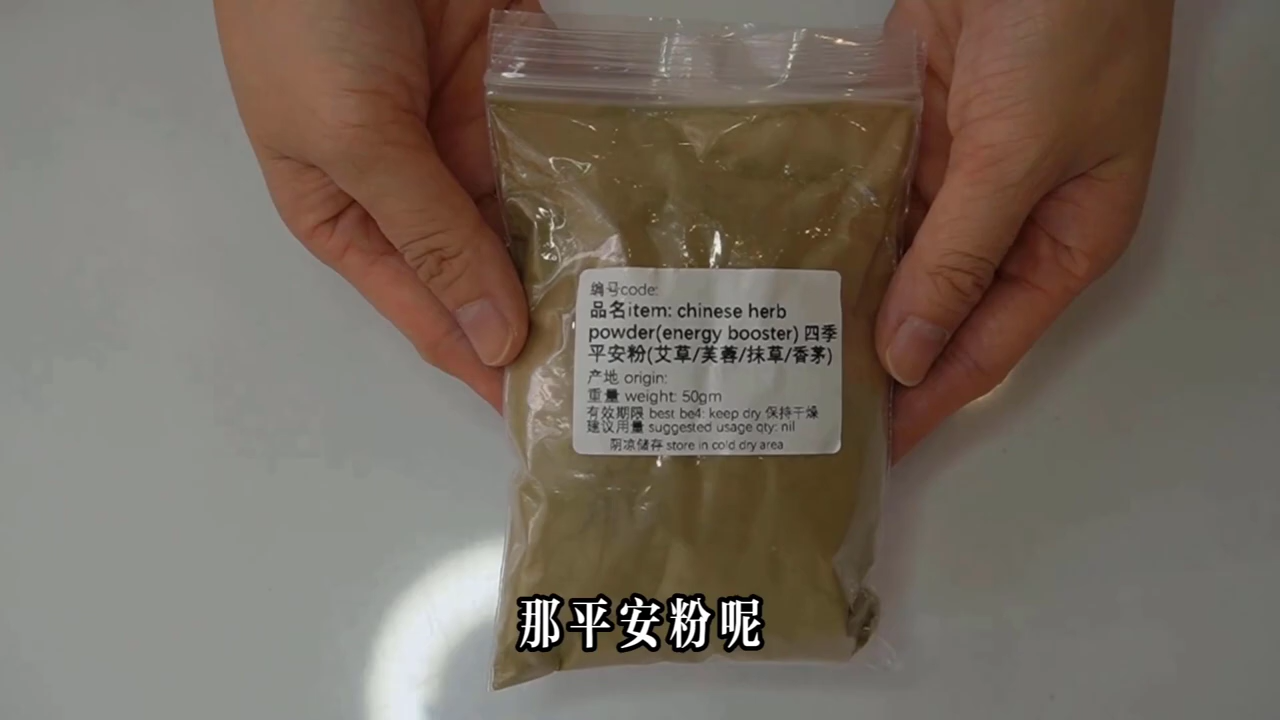 编号code:
品名item: chinese herb
powder(energy booster) 四季
平安粉(艾草/芙蓉/抹草/香茅)
产地 origin:
重量 weight: 50gm
有效期限 best be4: keep dry 保持干燥
建议用量 suggested usage qty: nil
阴凉储存 store in cold dry area
那平安粉呢